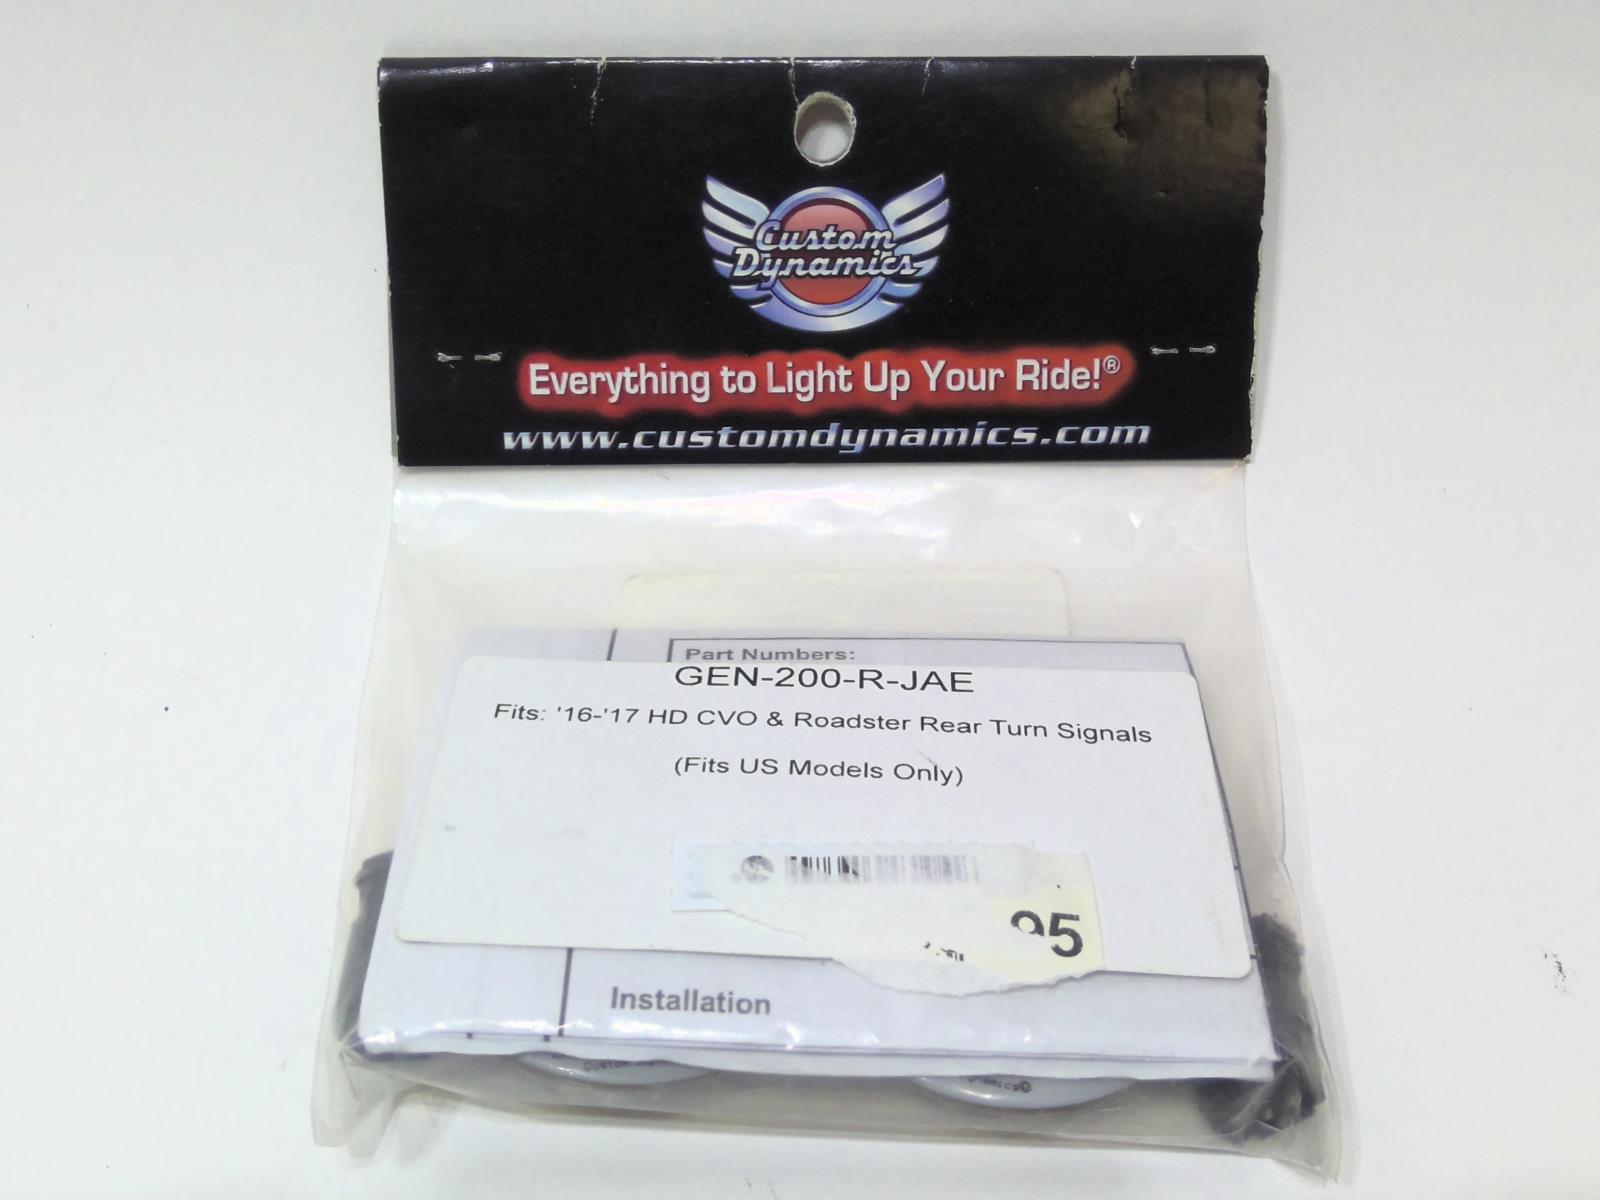 Custom
Dynamics
Everything to Light Up Your Ride!®
www.customdynamics.com
Part Numbers:
GEN-200-R-JAE
Fits: '16-'17 HD CVO & Roadster Rear Turn Signals
(Fits US Models Only)
95
Installation